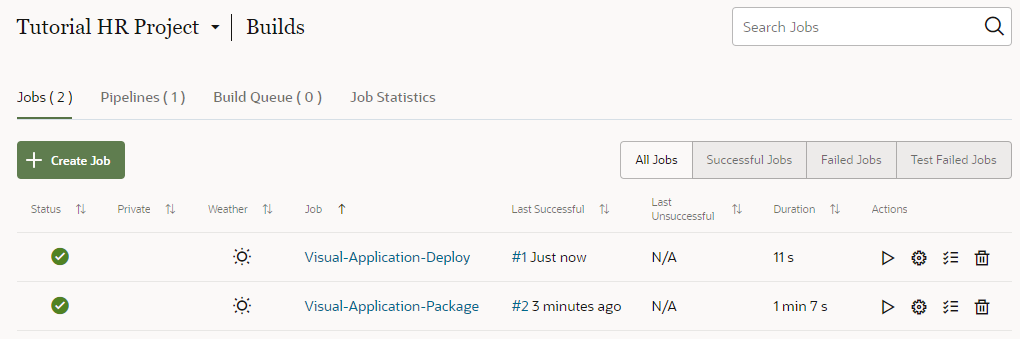 Tutorial HR Project Builds
Search Jobs
Jobs ( 2 ) Pipelines ( 1 ) Build Queue ( 0 ) Job Statistics
Create Job
All Jobs Successful Jobs Failed Jobs Test Failed Jobs
Status Private Weather Job Last Successful Last Unsuccessful Duration Actions
Visual-Application-Deploy #1 Just now N/A 11 s
Visual-Application-Package #2 3 minutes ago N/A 1 min 7 s